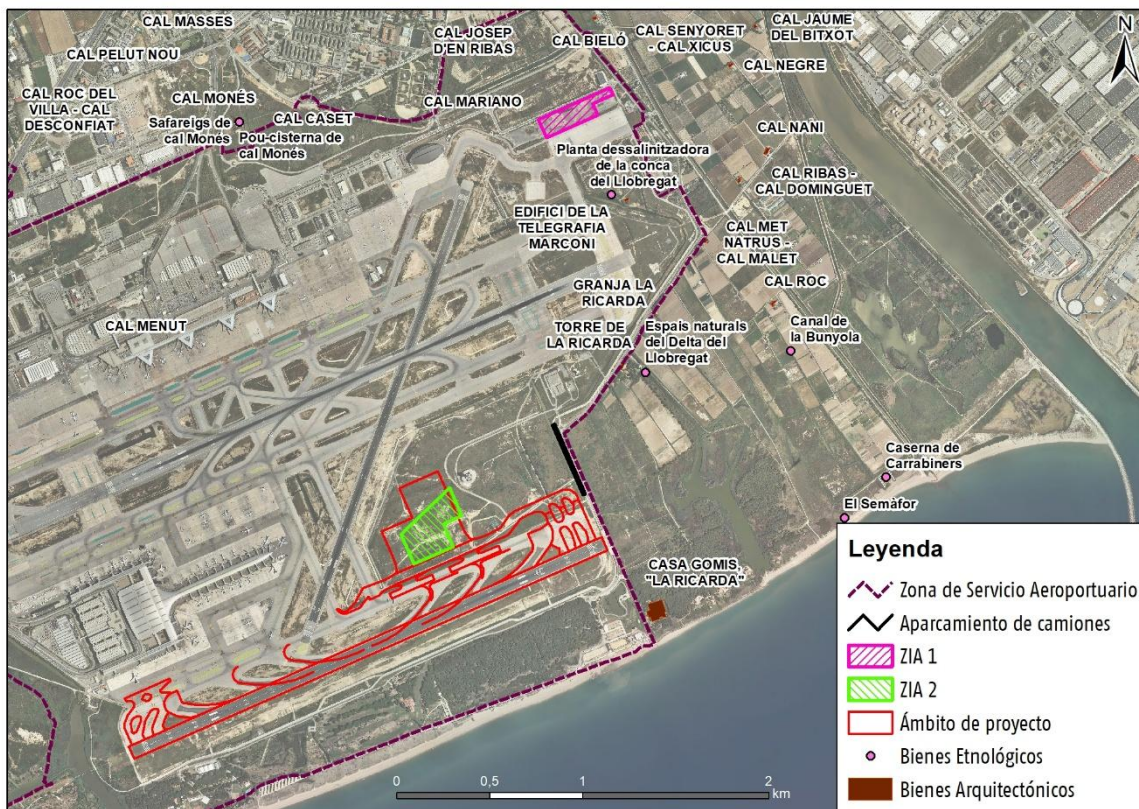 CAL MASSES
CAL PELUT NOU
CAL JOSEP
D'EN RIBAS
CAL BIELÓ
CAL SENYORET
- CAL XICUS
CAL JAUME
DEL BITXOT
N
CAL NEGRE
CAL ROC DEL
VILLA - CAL
DESCONFIAT
CAL MONÉS
CAL MARIANO
CAL CASET
Safareigs de
cal Monés
Pou-cisterna de
cal Monés
CAL NANI
Planta dessalinitzadora
de la conca
del Llobregat
CAL RIBAS -
CAL DOMINGUET
EDIFICI DE LA
TELEGRAFIA
MARCONI
CAL MET
NATRUS -
CAL MALET
GRANJA LA
RICARDA
CAL ROC
CAL MENUT
TORRE DE
LA RICARDA
Espais naturals
del Delta del
Llobregat
Canal de
la Bunyola
Caserna de
Carrabiners
El Semàfor
CASA GOMIS,
"LA RICARDA"
Leyenda
Zona de Servicio Aeroportuario
Aparcamiento de camiones
ZIA 1
ZIA 2
Ámbito de proyecto
Bienes Etnológicos
Bienes Arquitectónicos
0 0,5 1 2
km